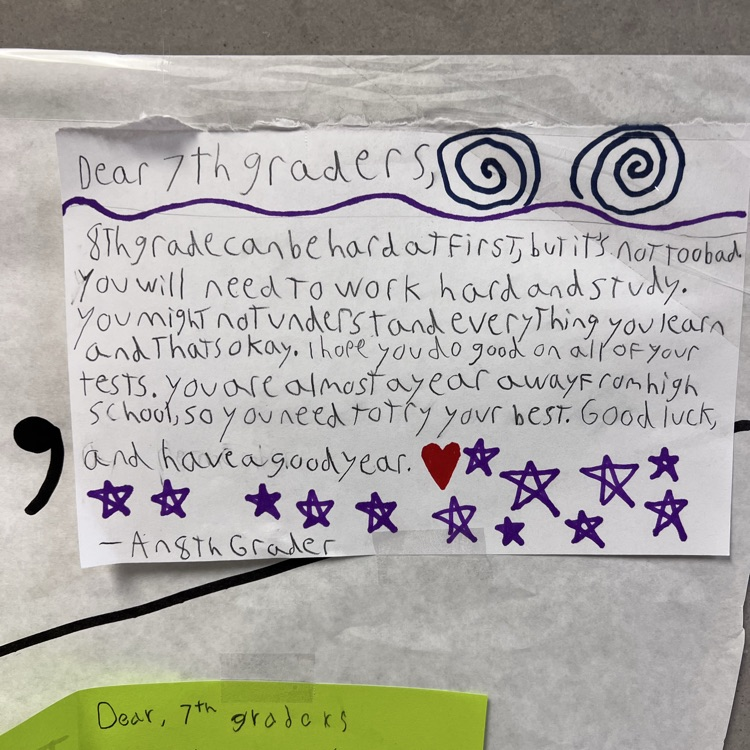 Dear 7th graders,
8th grade can be hard at first, but it's not too bad.
You will need to work hard and study.
You might not understand everything you learn
and thats okay. I hope you do good on all of your
tests. you are almost a year away from high
school, so you need to try your best. Good luck,
and have a good year.
- An 8th Grader
Dear, 7th graders